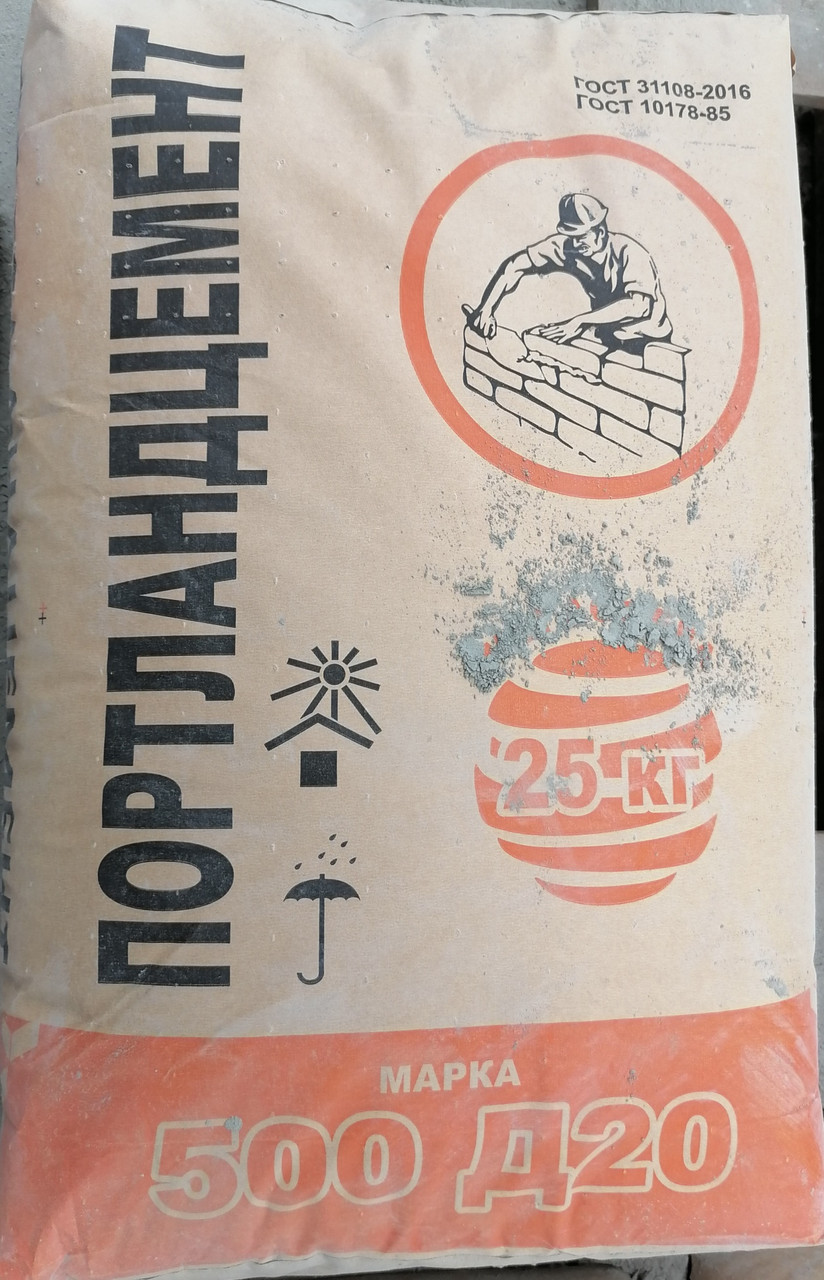 ГОСТ 31108-2016
ГОСТ 10178-85
ПОРТЛАНДЦЕМЕНТ
25 кг
МАРКА
500 Д20